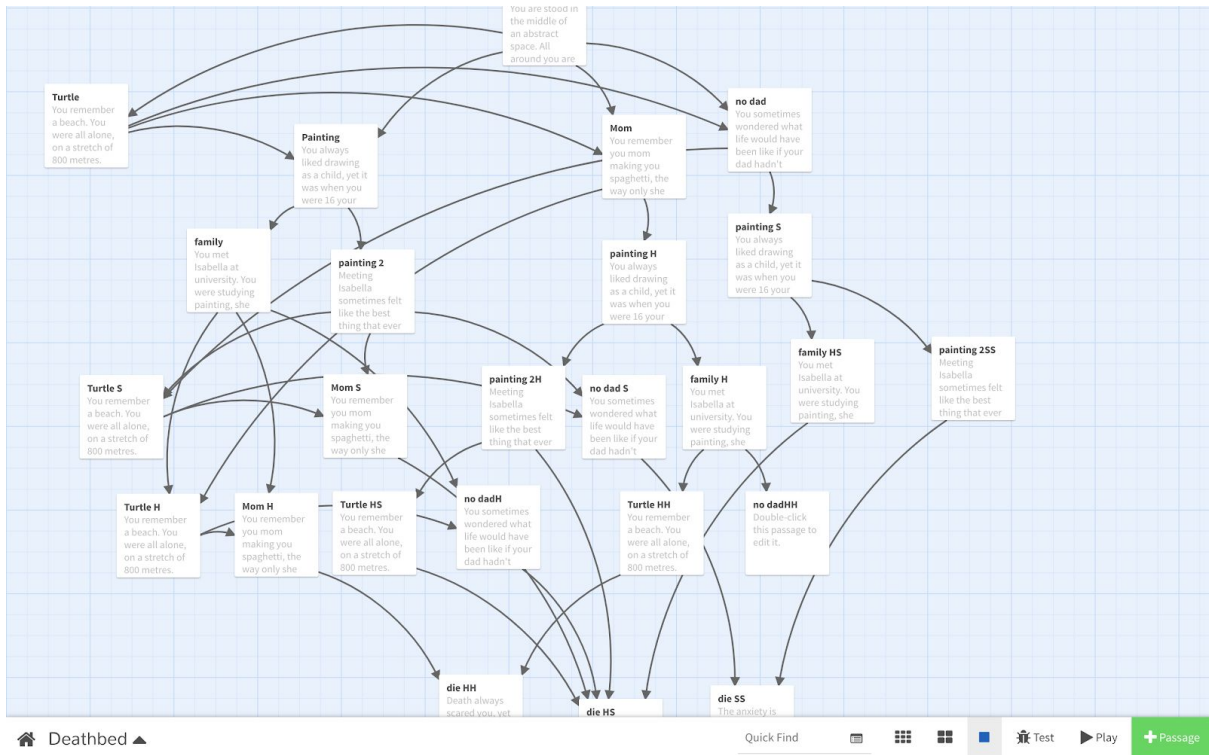 You are stood in
the middle of
an abstract
space. All
around you are
Turtle
You remember
a beach. You
were all alone,
on a stretch of
800 metres.
Painting
You always
liked drawing
as a child, yet it
was when you
were 16 your
Mom
You remember
you mom
making you
spaghetti, the
way only she
no dad
You sometimes
wondered what
life would have
been like if your
dad hadn't
family
You met
Isabella at
university. You
were studying
painting, she
painting 2
Meeting
Isabella
sometimes felt
like the best
thing that ever
painting H
You always
liked drawing
as a child, yet it
was when you
were 16 your
painting S
You always
liked drawing
as a child, yet it
was when you
were 16 your
Turtle S
You remember
a beach. You
were all alone,
on a stretch of
800 metres.
Mom S
You remember
you mom
making you
spaghetti, the
way only she
painting 2H
Meeting
Isabella
sometimes felt
like the best
thing that ever
no dad S
You sometimes
wondered what
life would have
been like if your
dad hadn't
family H
You met
Isabella at
university. You
were studying
painting, she
family HS
You met
Isabella at
university. You
were studying
painting, she
painting 2SS
Meeting
Isabella
sometimes felt
like the best
thing that ever
Turtle H
You remember
a beach. You
were all alone,
on a stretch of
800 metres.
Mom H
You remember
you mom
making you
spaghetti, the
way only she
Turtle HS
You remember
a beach. You
were all alone,
on a stretch of
800 metres.
no dadH
You sometimes
wondered what
life would have
been like if your
dad hadn't
Turtle HH
You remember
a beach. You
were all alone,
on a stretch of
800 metres.
no dadHH
Double-click
this passage to
edit it.
die HH
Death always
scared you, yet
die HS
die SS
The anxiety is
Deathbed
Quick Find
Test
Play
+Passage